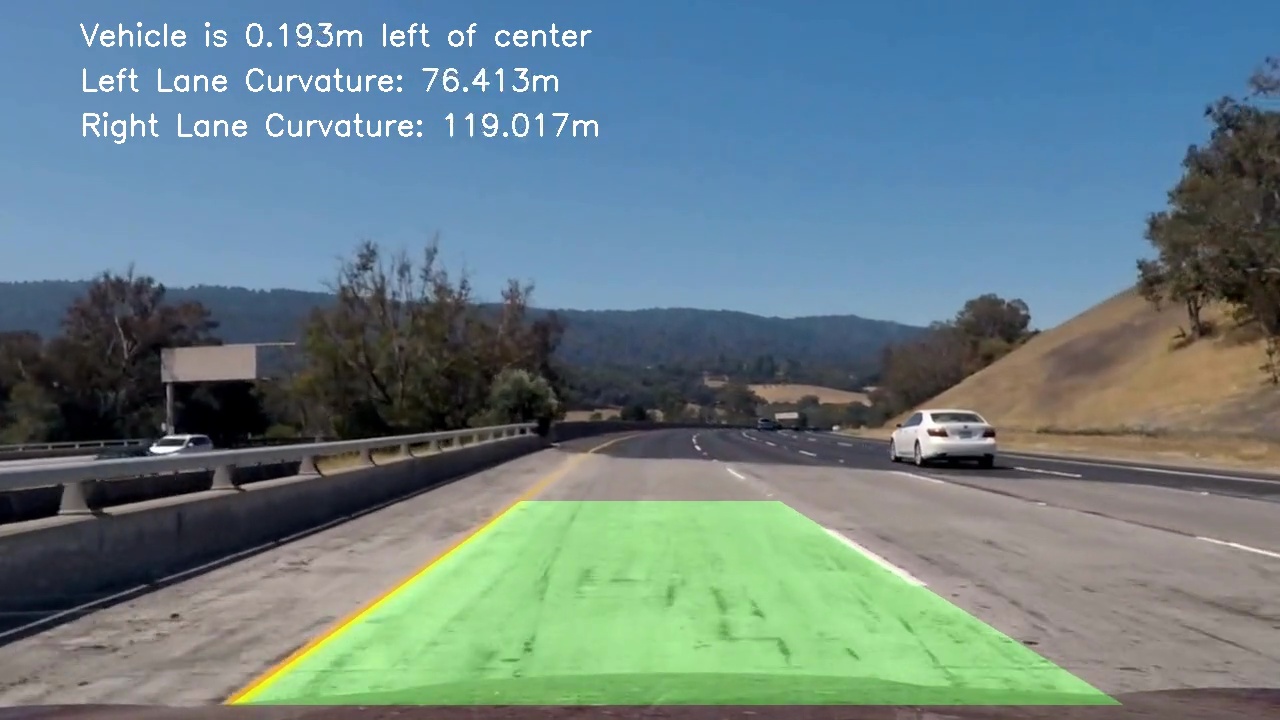 Vehicle is 0.193m left of center
Left Lane Curvature: 76.413m
Right Lane Curvature: 119.017m